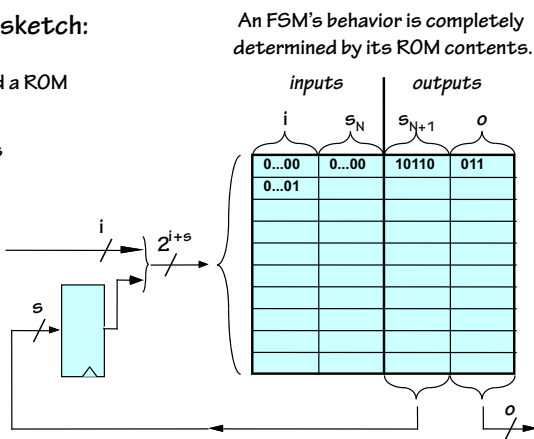 sketch:
d a ROM
s
An FSM's behavior is completely
determined by its ROM contents.
inputs outputs
i sN sN+1 o
0...00 0...00 10110 011
0...01
i
2i+s
s
o